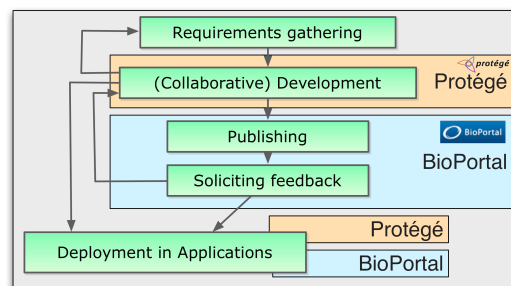 Requirements gathering
protégé
(Collaborative) Development
Protégé
Publishing
BioPortal
BioPortal
Soliciting feedback
Protégé
Deployment in Applications
BioPortal